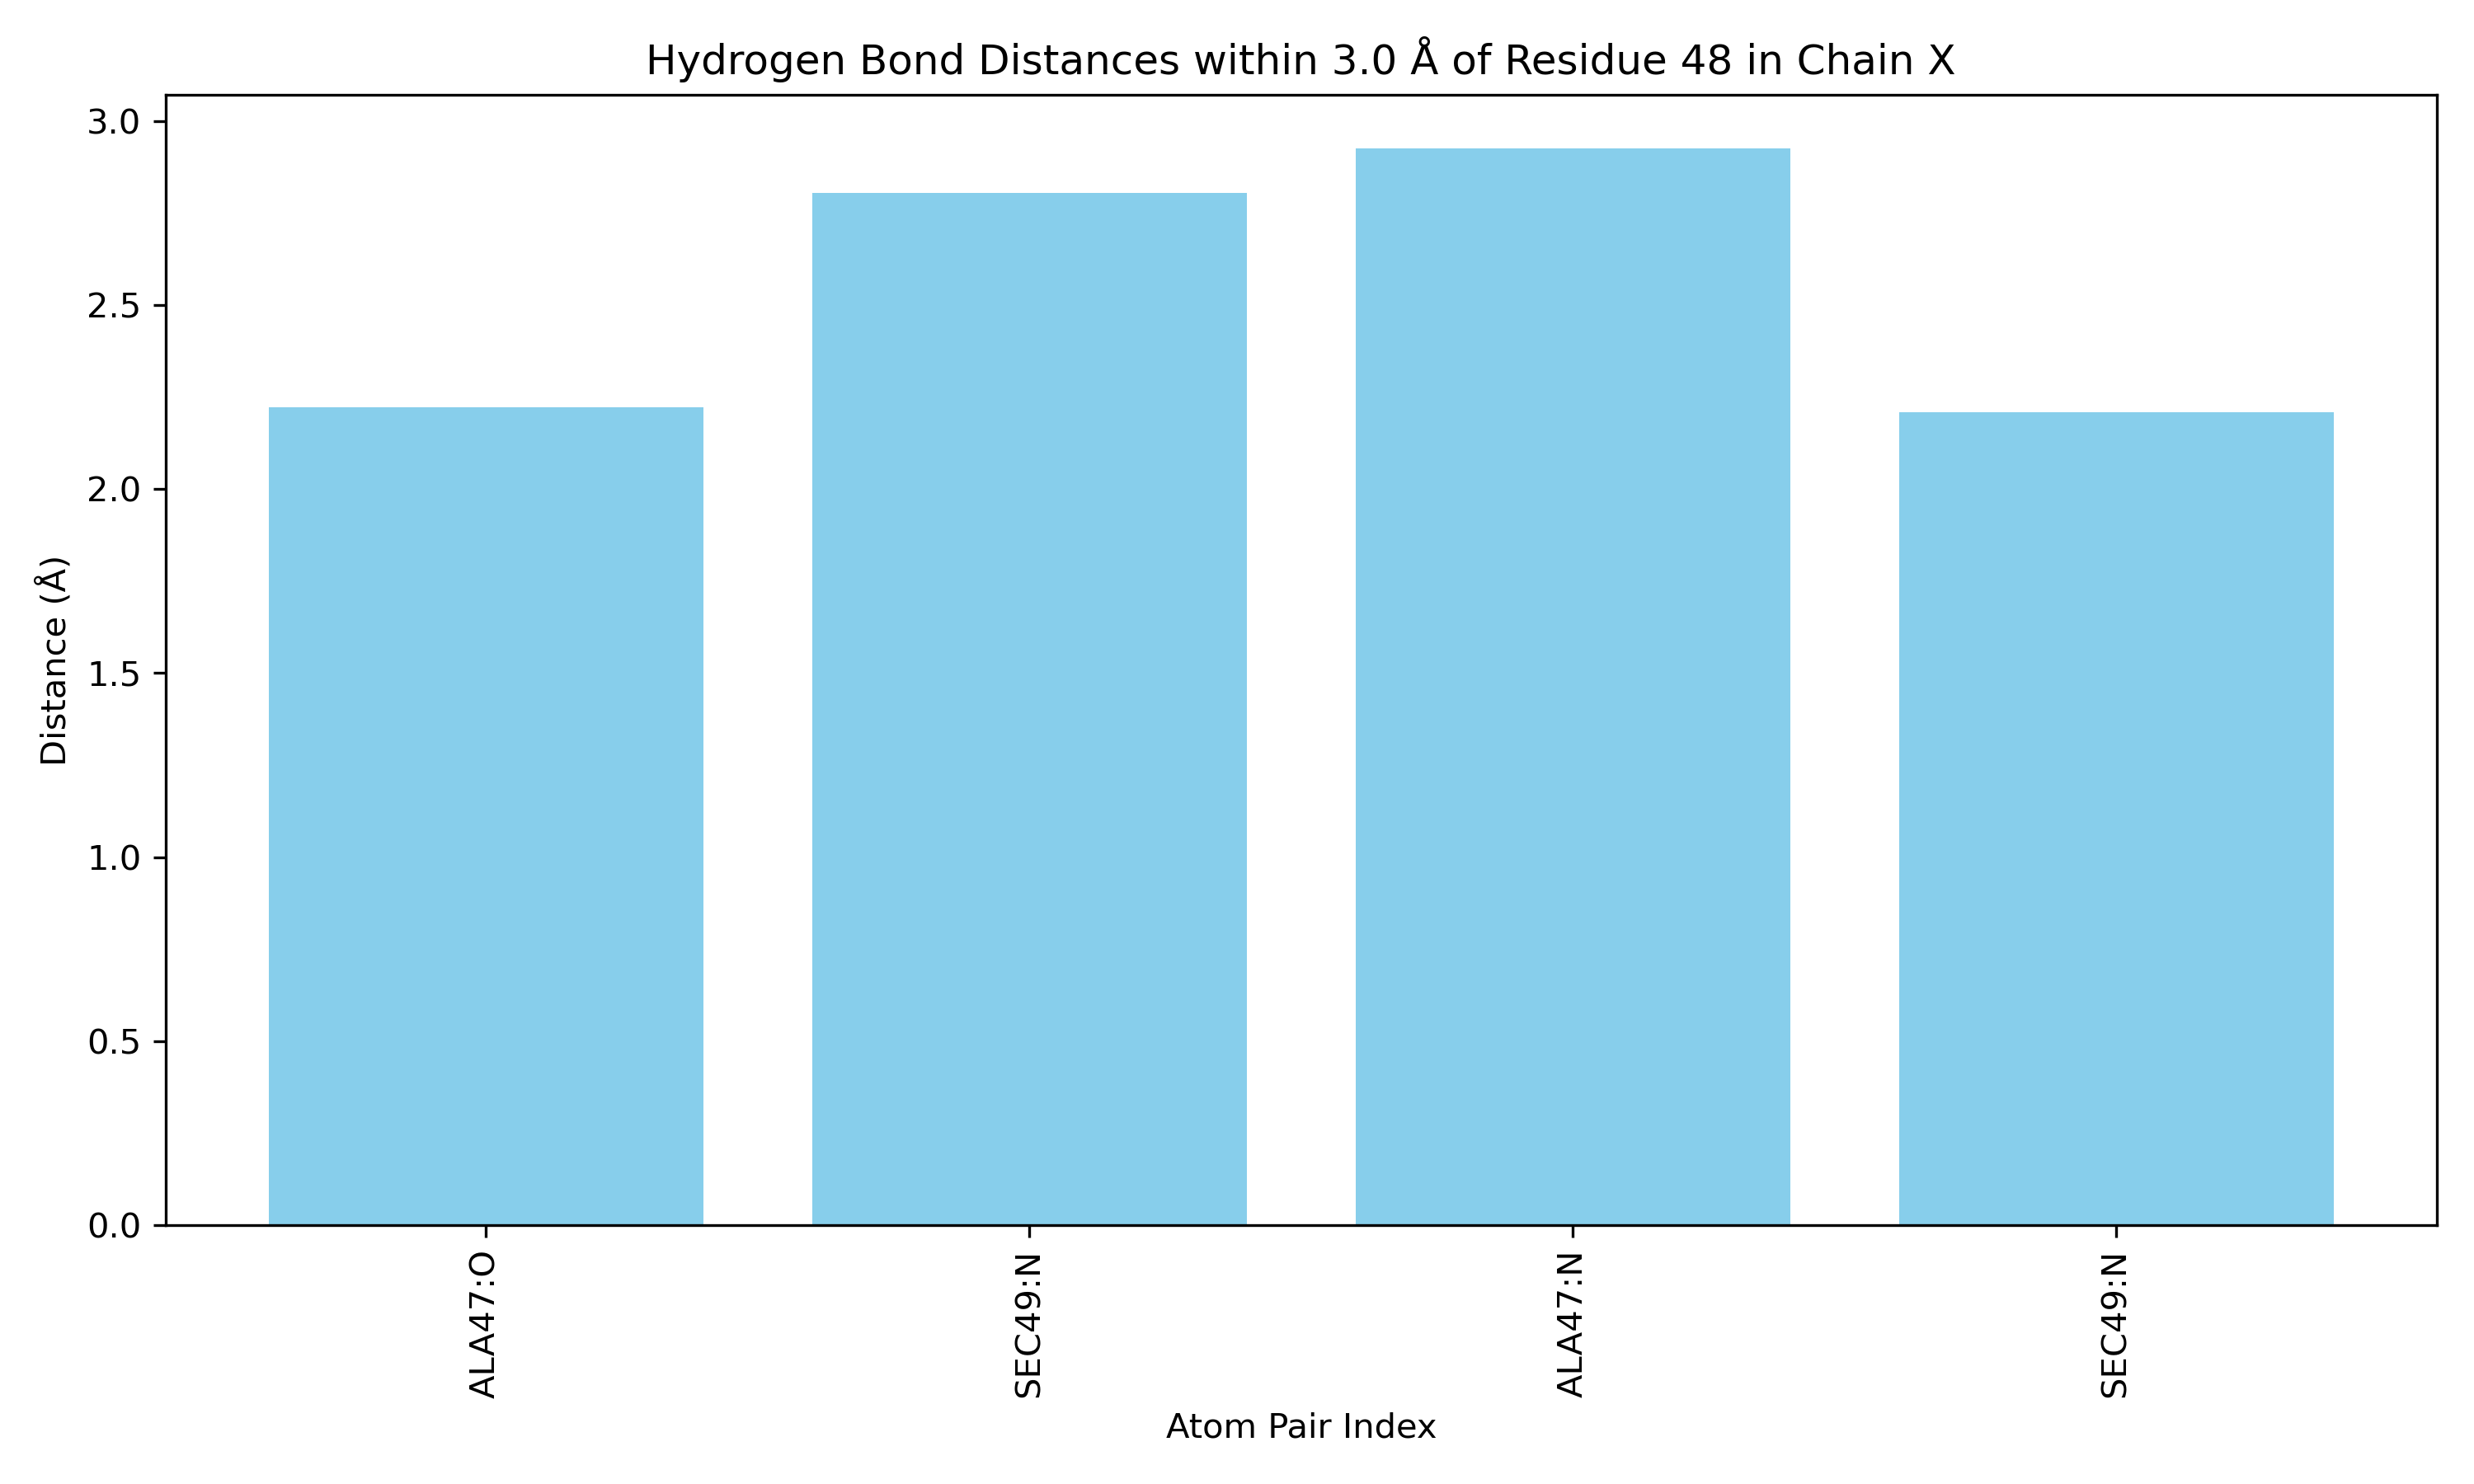 Hydrogen Bond Distances within 3.0 Å of Residue 48 in Chain X
3.0
2.5
2.0
1.5
1.0
0.5
0.0
Distance (Å)
ALA47:O
SEC49:N
ALA47:N
SEC49:N
Atom Pair Index